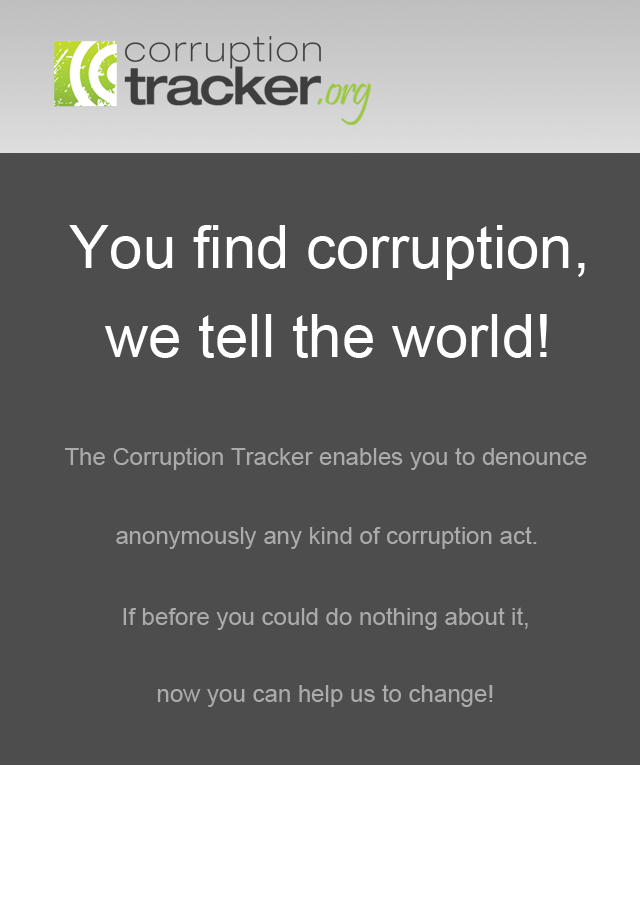 corruption
tracker.org
You find corruption,
we tell the world!
The Corruption Tracker enables you to denounce
anonymously any kind of corruption act.
If before you could do nothing about it,
now you can help us to change!